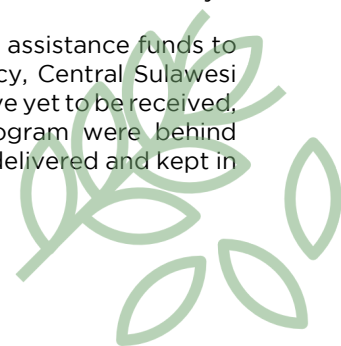 assistance funds to
cy, Central Sulawesi
ve yet to be received,
ogram were behind
delivered and kept in